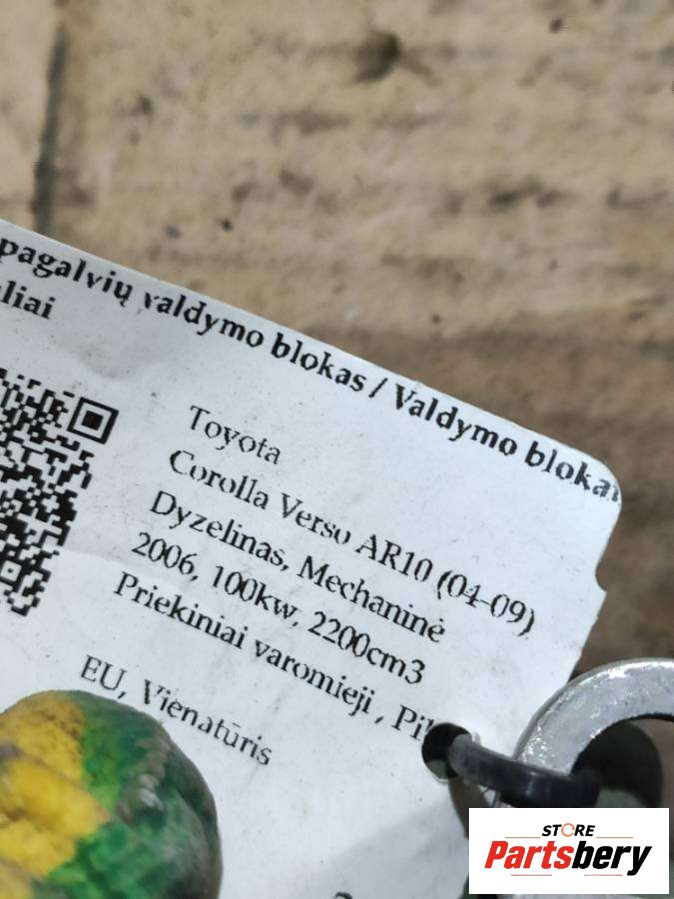 pagalvių valdymo blokas / Valdymo blokai
liai
Toyota
Corolla Verso AR10 (04-09)
Dyzelinas, Mechaninė
2006, 100kw, 2200cm3
Priekiniai varomieji , Pil
EU, Vienatūris
STORE
Partsbery